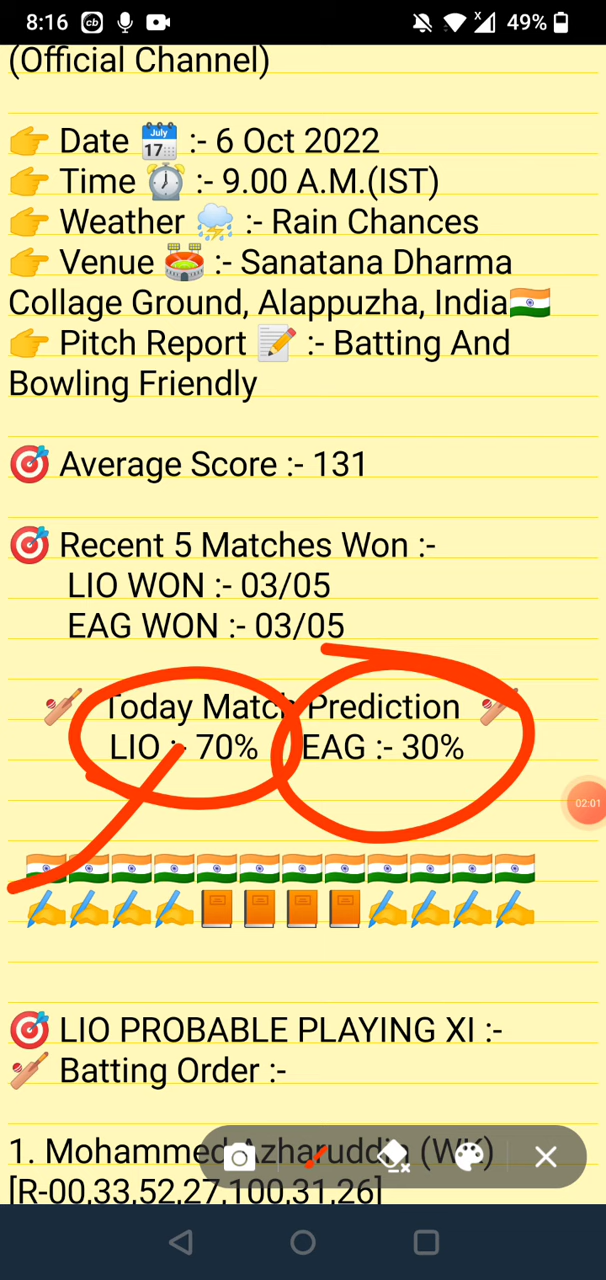 8:16 cb x 49%
(Official Channel)
👉 Date 📅 :- 6 Oct 2022
👉 Time ⏰ :- 9.00 A.M.(IST)
👉 Weather ⛈️ :- Rain Chances
👉 Venue 🏟️ :- Sanatana Dharma
Collage Ground, Alappuzha, India🇮🇳
👉 Pitch Report 📝 :- Batting And
Bowling Friendly
🎯 Average Score :- 131
🎯 Recent 5 Matches Won :-
LIO WON :- 03/05
EAG WON :- 03/05
🏏 Today Match Prediction 🏏
LIO :- 70% EAG :- 30%
02:01
🎯 LIO PROBABLE PLAYING XI :-
🏏 Batting Order :-
1. Mohammed Azharuddin (WK)
[R-00,33,52,27,100,31,26]